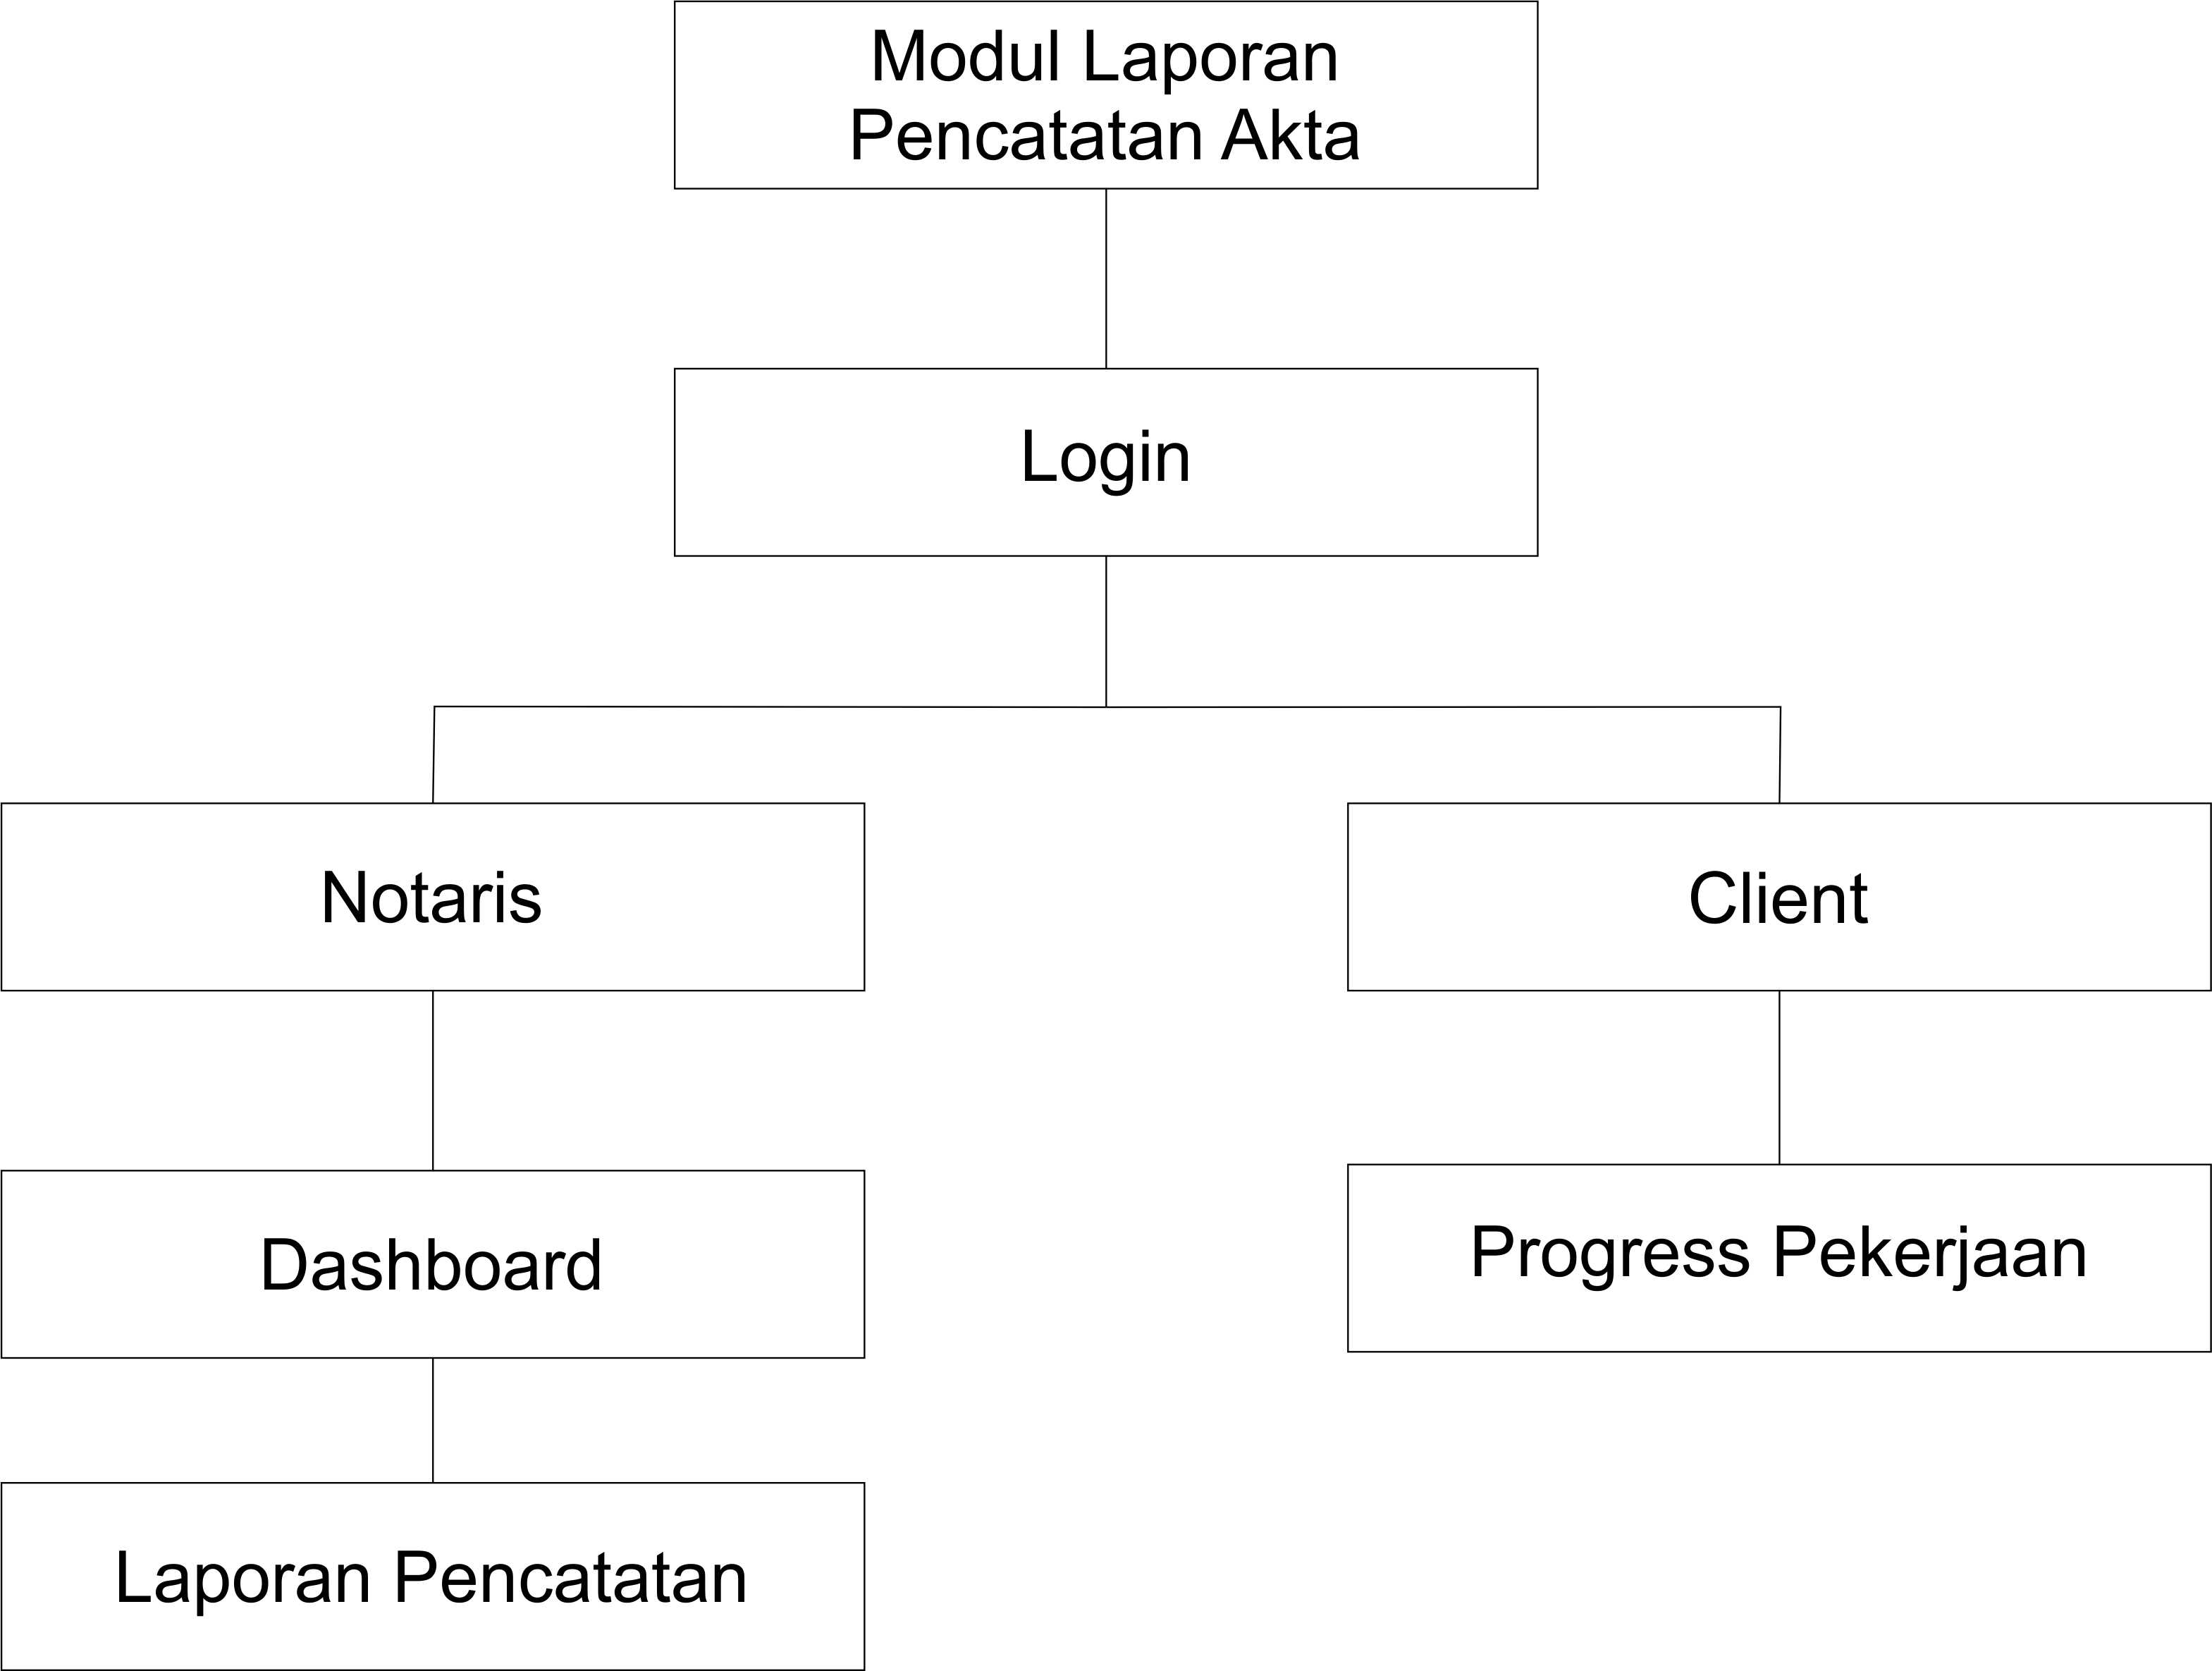 Modul Laporan
Pencatatan Akta
Login
Notaris
Client
Dashboard
Progress Pekerjaan
Laporan Pencatatan